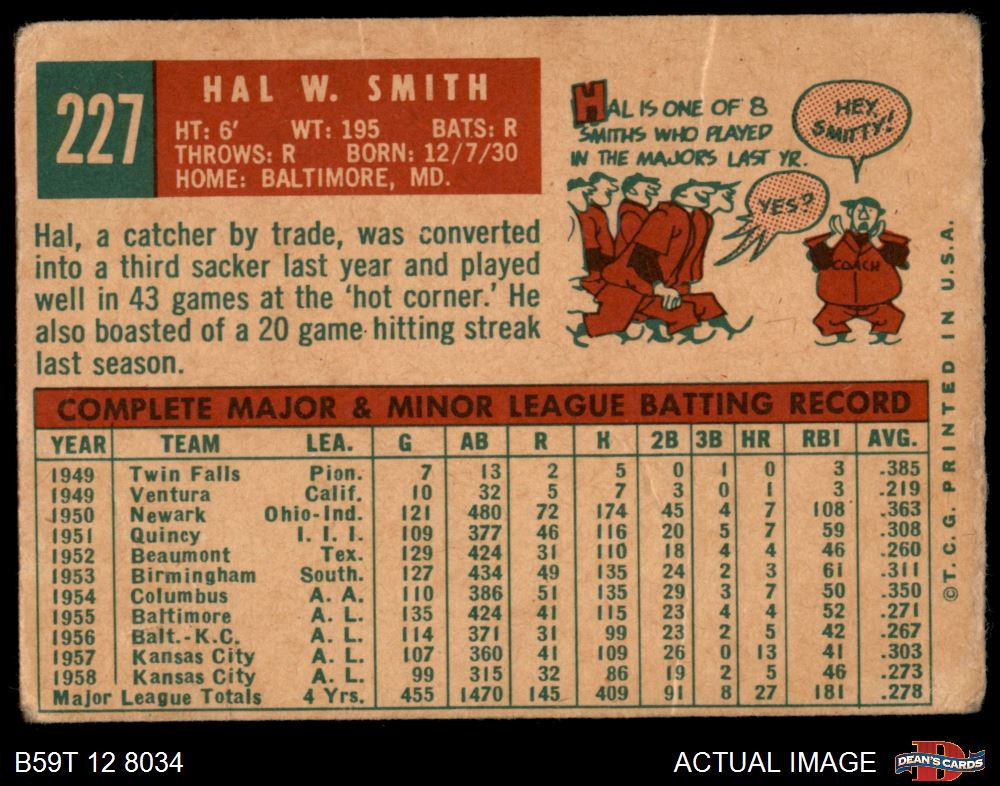 227
HAL W. SMITH
HT: 6' WT: 195 BATS: R
THROWS: R BORN: 12/7/30
HOME: BALTIMORE, MD.
HAL IS ONE OF 8
SMITHS WHO PLAYED
IN THE MAJORS LAST YR.
HEY,
SMITTY!
YES?
COACH
Hal, a catcher by trade, was converted
into a third sacker last year and played
well in 43 games at the 'hot corner.' He
also boasted of a 20 game hitting streak
last season.
COMPLETE MAJOR & MINOR LEAGUE BATTING RECORD
YEAR TEAM LEA. G AB R H 2B 3B HR RBI AVG.
1949 Twin Falls Pion. 7 13 2 5 0 1 0 3 .385
1949 Ventura Calif. 10 32 5 7 3 0 1 3 .219
1950 Newark Ohio-Ind. 121 480 72 174 45 4 7 108 .363
1951 Quincy I. I. I. 109 377 46 116 20 5 7 59 .308
1952 Beaumont Tex. 129 424 31 110 18 4 4 46 .260
1953 Birmingham South. 127 434 49 135 24 2 3 61 .311
1954 Columbus A. A. 110 386 51 135 29 3 7 50 .350
1955 Baltimore A. L. 135 424 41 115 23 4 4 52 .271
1956 Balt.-K.C. A. L. 114 371 31 99 23 2 5 42 .267
1957 Kansas City A. L. 107 360 41 109 26 0 13 41 .303
1958 Kansas City A. L. 99 315 32 86 19 2 5 46 .273
Major League Totals 4 Yrs. 455 1470 145 409 91 8 27 181 .278
©T. C. G. PRINTED IN U.S.A.
B59T 12 8034
ACTUAL IMAGE
DEAN'S CARDS